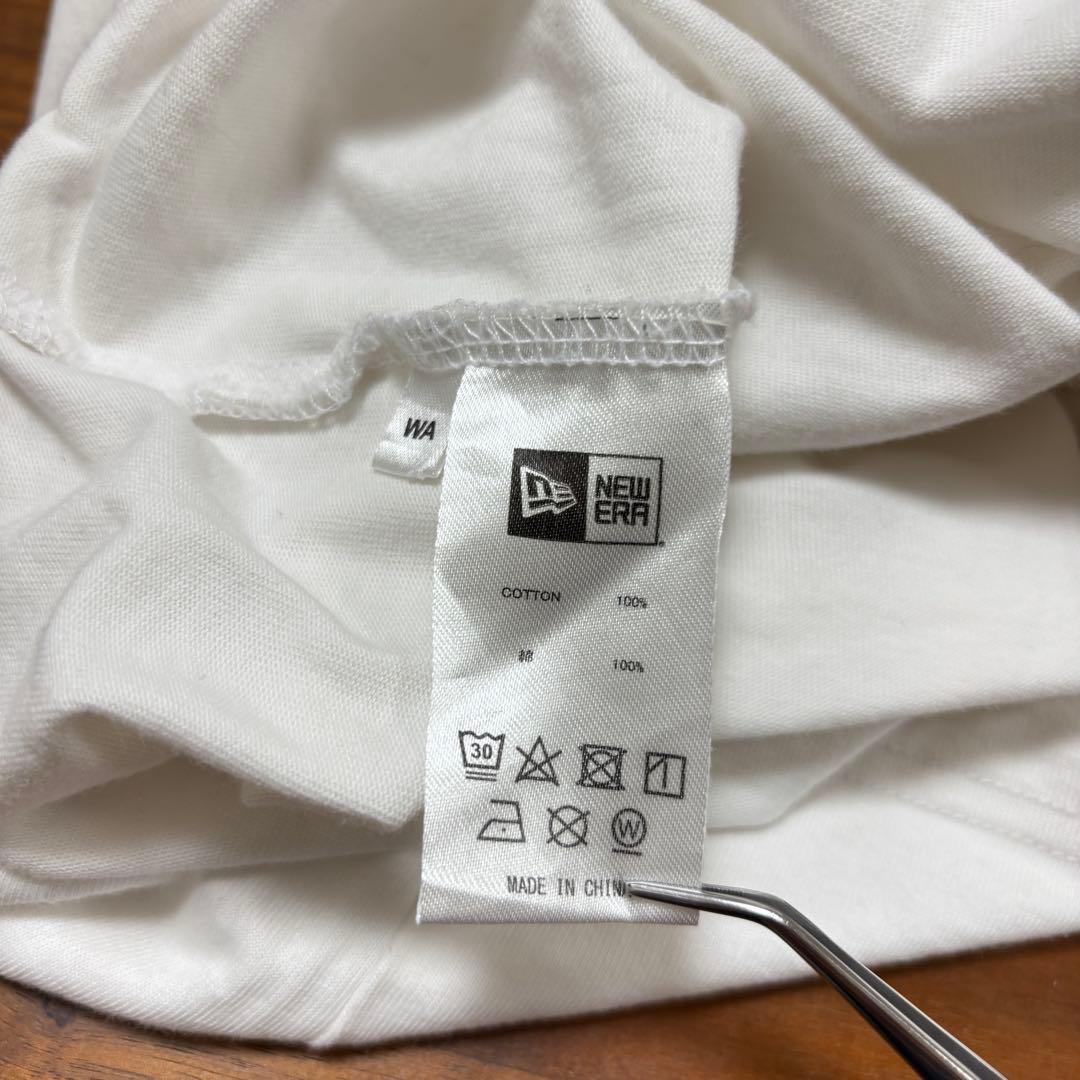 WA
NEW
ERA
COTTON 100%
綿 100%
30
W
MADE IN CHIN